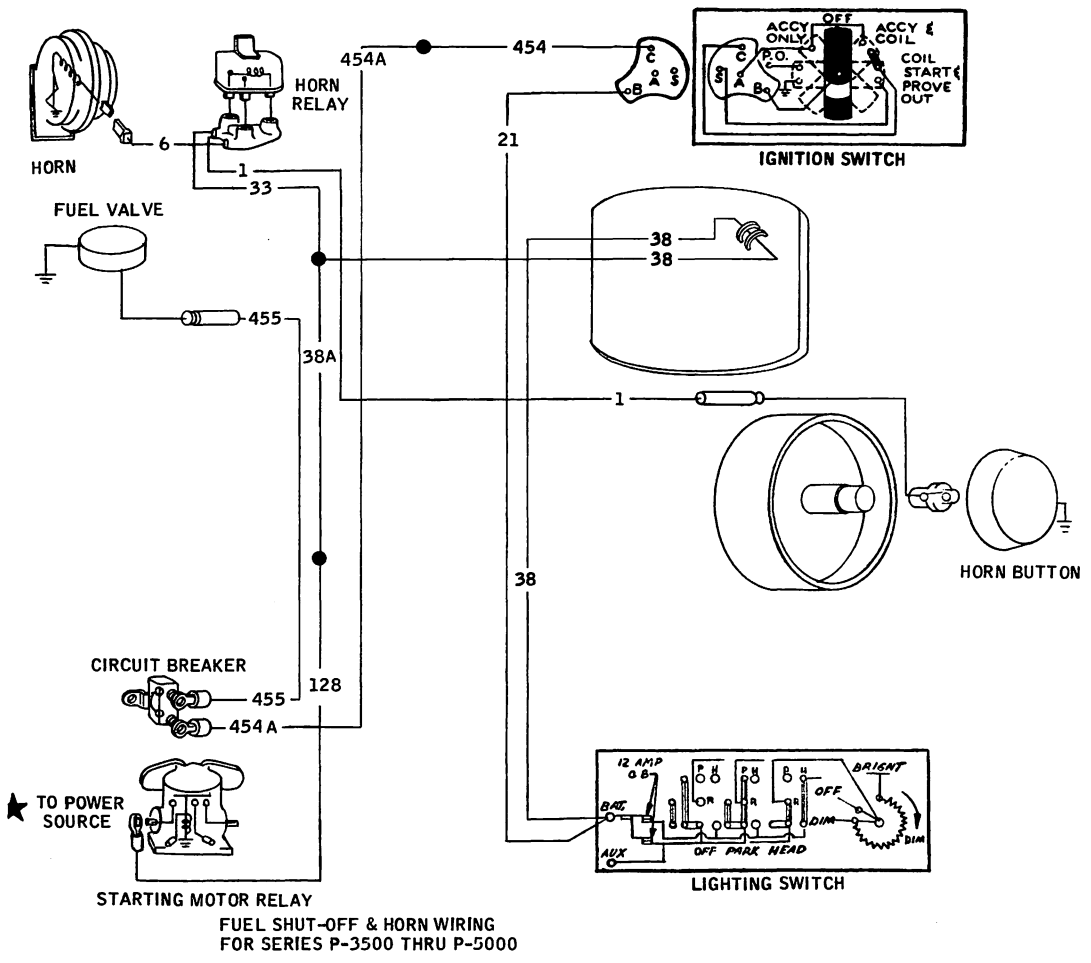 454A
454
HORN
RELAY
6
HORN
1
33
FUEL VALVE
21
C
A
S
B
OFF
ACCY
ONLY
ACCY &
COIL
P.O.
C
S
A
B
COIL
START &
PROVE
OUT
IGNITION SWITCH
38
38
455
38A
1
38
HORN BUTTON
CIRCUIT BREAKER
128
455
454A
TO POWER
SOURCE
STARTING MOTOR RELAY
12 AMP
C B
BAT.
AUX
P H
P H
R
R
R
H
OFF PARK HEAD
BRIGHT
OFF
DIM
DIM
LIGHTING SWITCH
FUEL SHUT-OFF & HORN WIRING
FOR SERIES P-3500 THRU P-5000